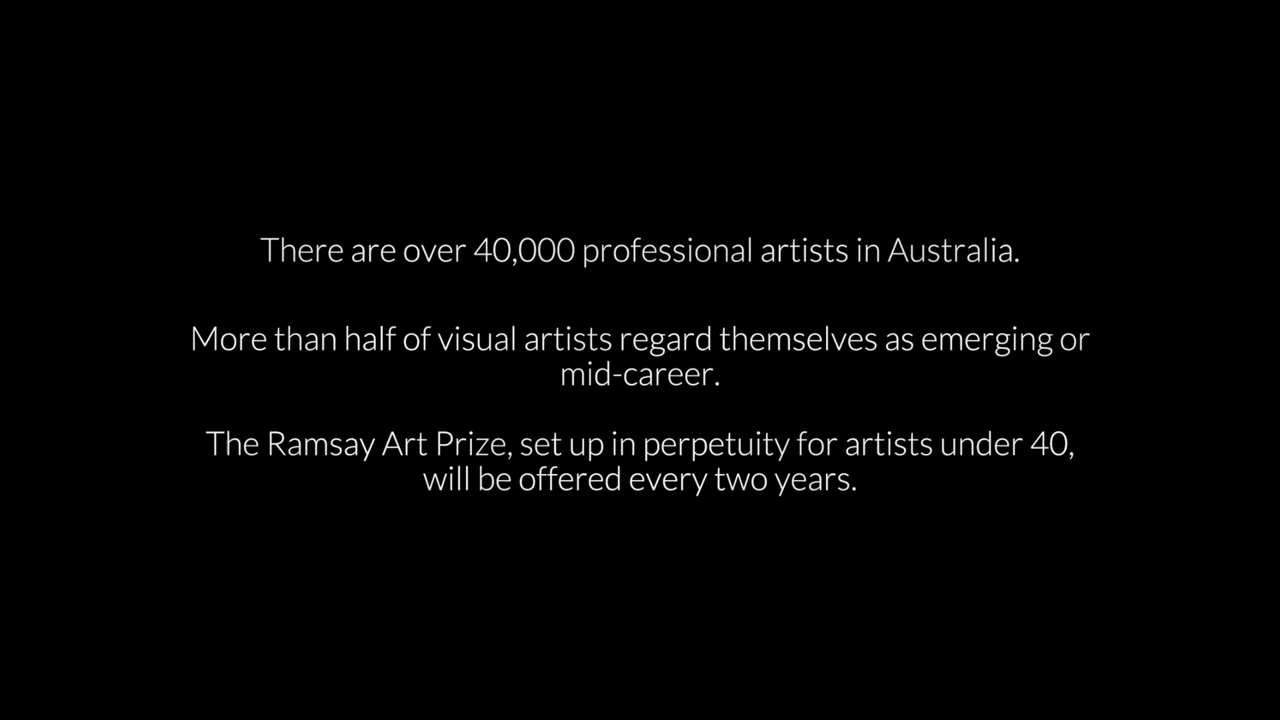 There are over 40,000 professional artists in Australia.
More than half of visual artists regard themselves as emerging or
mid-career.
The Ramsay Art Prize, set up in perpetuity for artists under 40,
will be offered every two years.